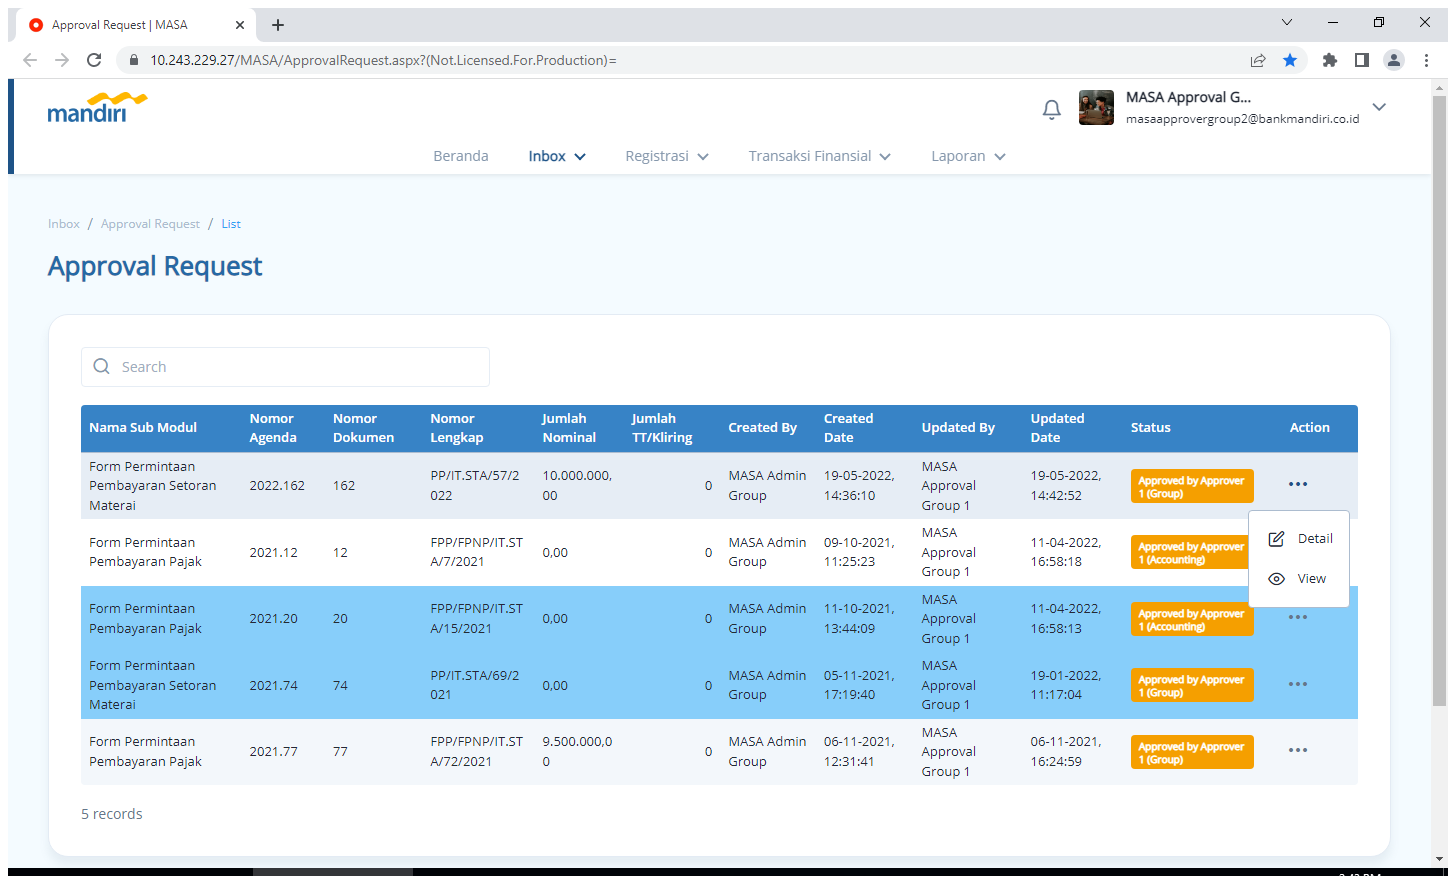 Approval Request | MASA
10.243.229.27/MASA/ApprovalRequest.aspx?(Not.Licensed.For.Production)=
mandiri
MASA Approval G...
masaapprovergroup2@bankmandiri.co.id
Beranda Inbox Registrasi Transaksi Finansial Laporan
Inbox / Approval Request / List
Approval Request
Search
Nama Sub Modul
Nomor
Agenda
Nomor
Dokumen
Nomor
Lengkap
Jumlah
Nominal
Jumlah
TT/Kliring
Created By
Created
Date
Updated By
Updated
Date
Status
Action
Form Permintaan
Pembayaran Setoran
Materai
2022.162
162
PP/IT.STA/57/2
022
10.000.000,
00
0
MASA Admin
Group
19-05-2022,
14:36:10
MASA
Approval
Group 1
19-05-2022,
14:42:52
Approved by Approver
1 (Group)
Detail
View
Form Permintaan
Pembayaran Pajak
2021.12
12
FPP/FPNP/IT.ST
A/7/2021
0,00
0
MASA Admin
Group
09-10-2021,
11:25:23
MASA
Approval
Group 1
11-04-2022,
16:58:18
Approved by Approver
1 (Accounting)
Form Permintaan
Pembayaran Pajak
2021.20
20
FPP/FPNP/IT.ST
A/15/2021
0,00
0
MASA Admin
Group
11-10-2021,
13:44:09
MASA
Approval
Group 1
11-04-2022,
16:58:13
Approved by Approver
1 (Accounting)
Form Permintaan
Pembayaran Setoran
Materai
2021.74
74
PP/IT.STA/69/2
021
0,00
0
MASA Admin
Group
05-11-2021,
17:19:40
MASA
Approval
Group 1
19-01-2022,
11:17:04
Approved by Approver
1 (Group)
Form Permintaan
Pembayaran Pajak
2021.77
77
FPP/FPNP/IT.ST
A/72/2021
9.500.000,0
0
0
MASA Admin
Group
06-11-2021,
12:31:41
MASA
Approval
Group 1
06-11-2021,
16:24:59
Approved by Approver
1 (Group)
5 records